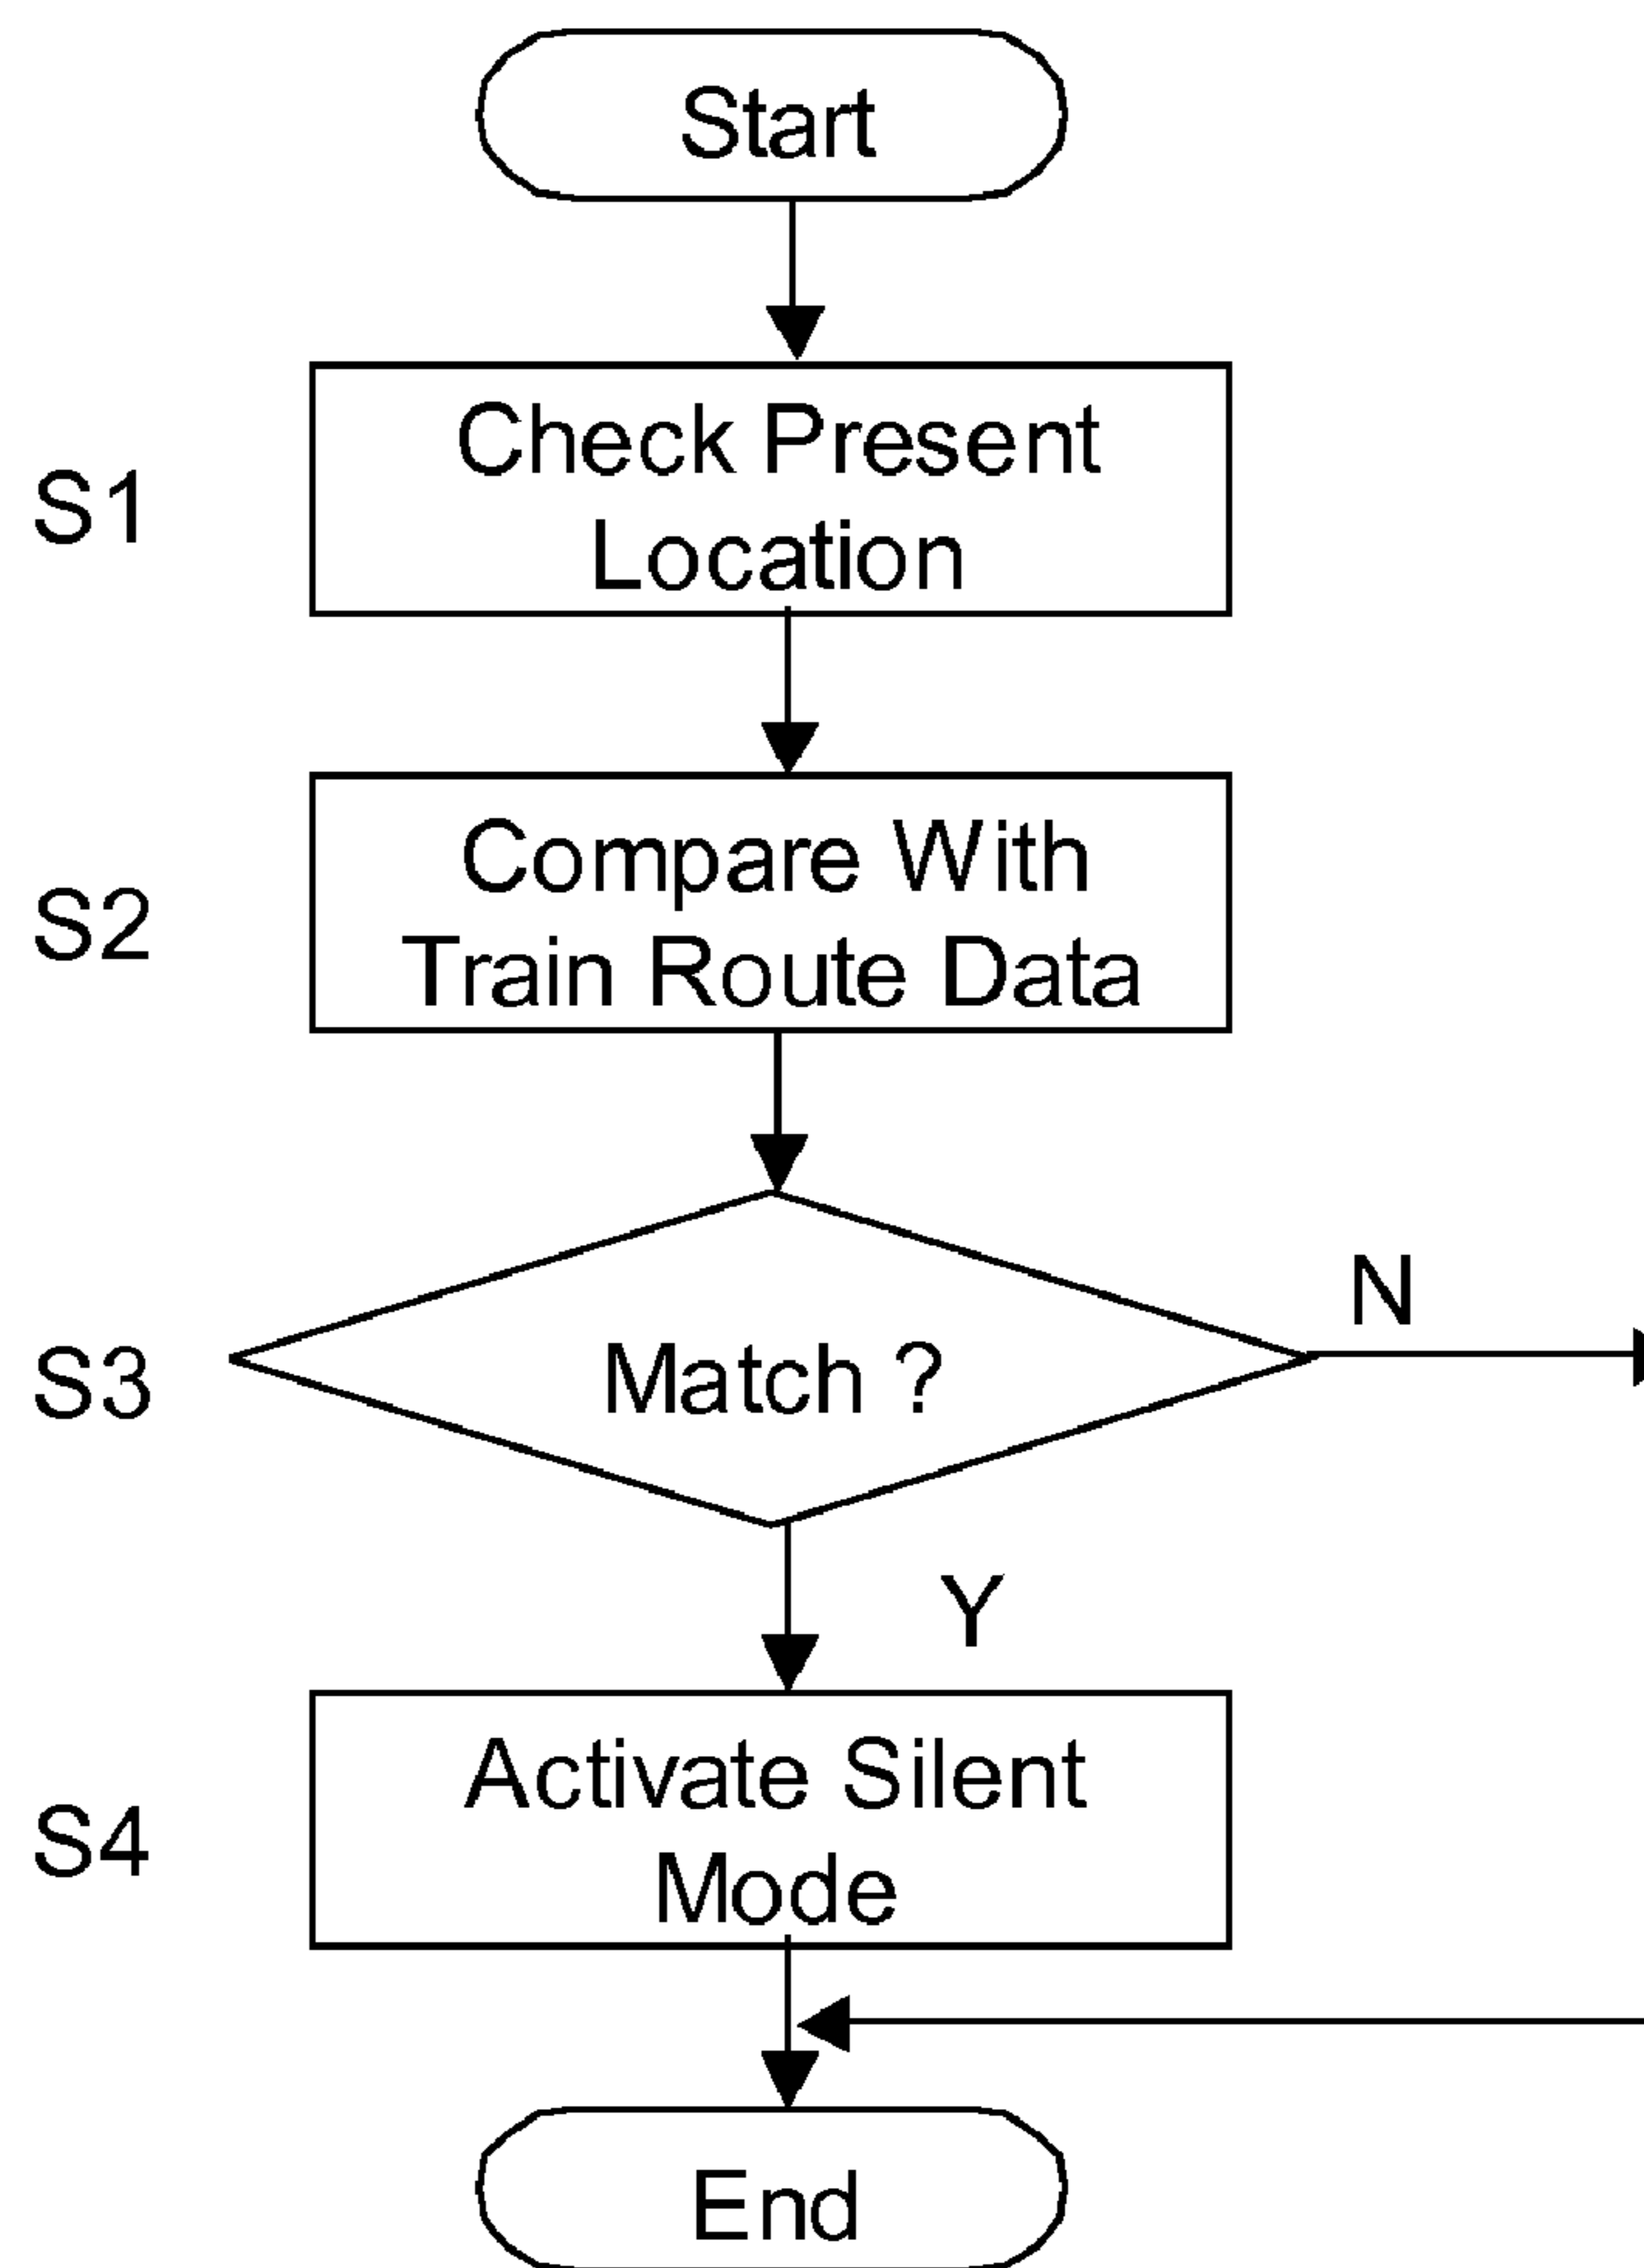 Start
S1
Check Present
Location
S2
Compare With
Train Route Data
S3
Match ?
N
Y
S4
Activate Silent
Mode
End